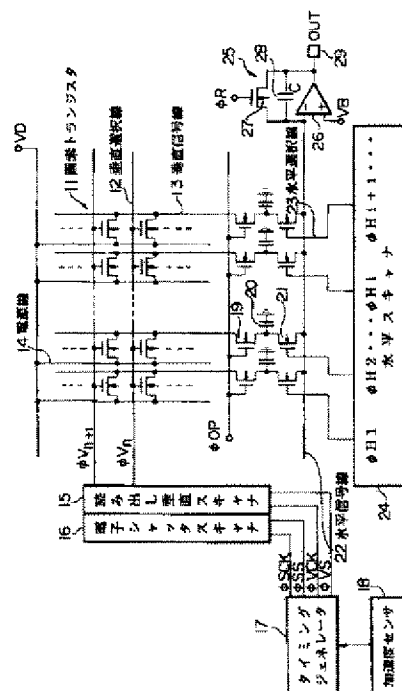 φVD
11 画素トランジスタ
12 垂直選択線
13 垂直信号線
14 電源線
φVn+1
φVn
15
読み出し垂直スキャナ
16
電子シャッタスキャナ
φSCK
φSS
φVCK
φVS
17
タイミング
ジェネレータ
18
加速度センサ
φOP
19
20
21
22 水平信号線
23 水平選択線
φR
25
27
28
C
26
VB
OUT
29
φH1 φH2・・・φHi φHi+1・・・
水平スキャナ
24